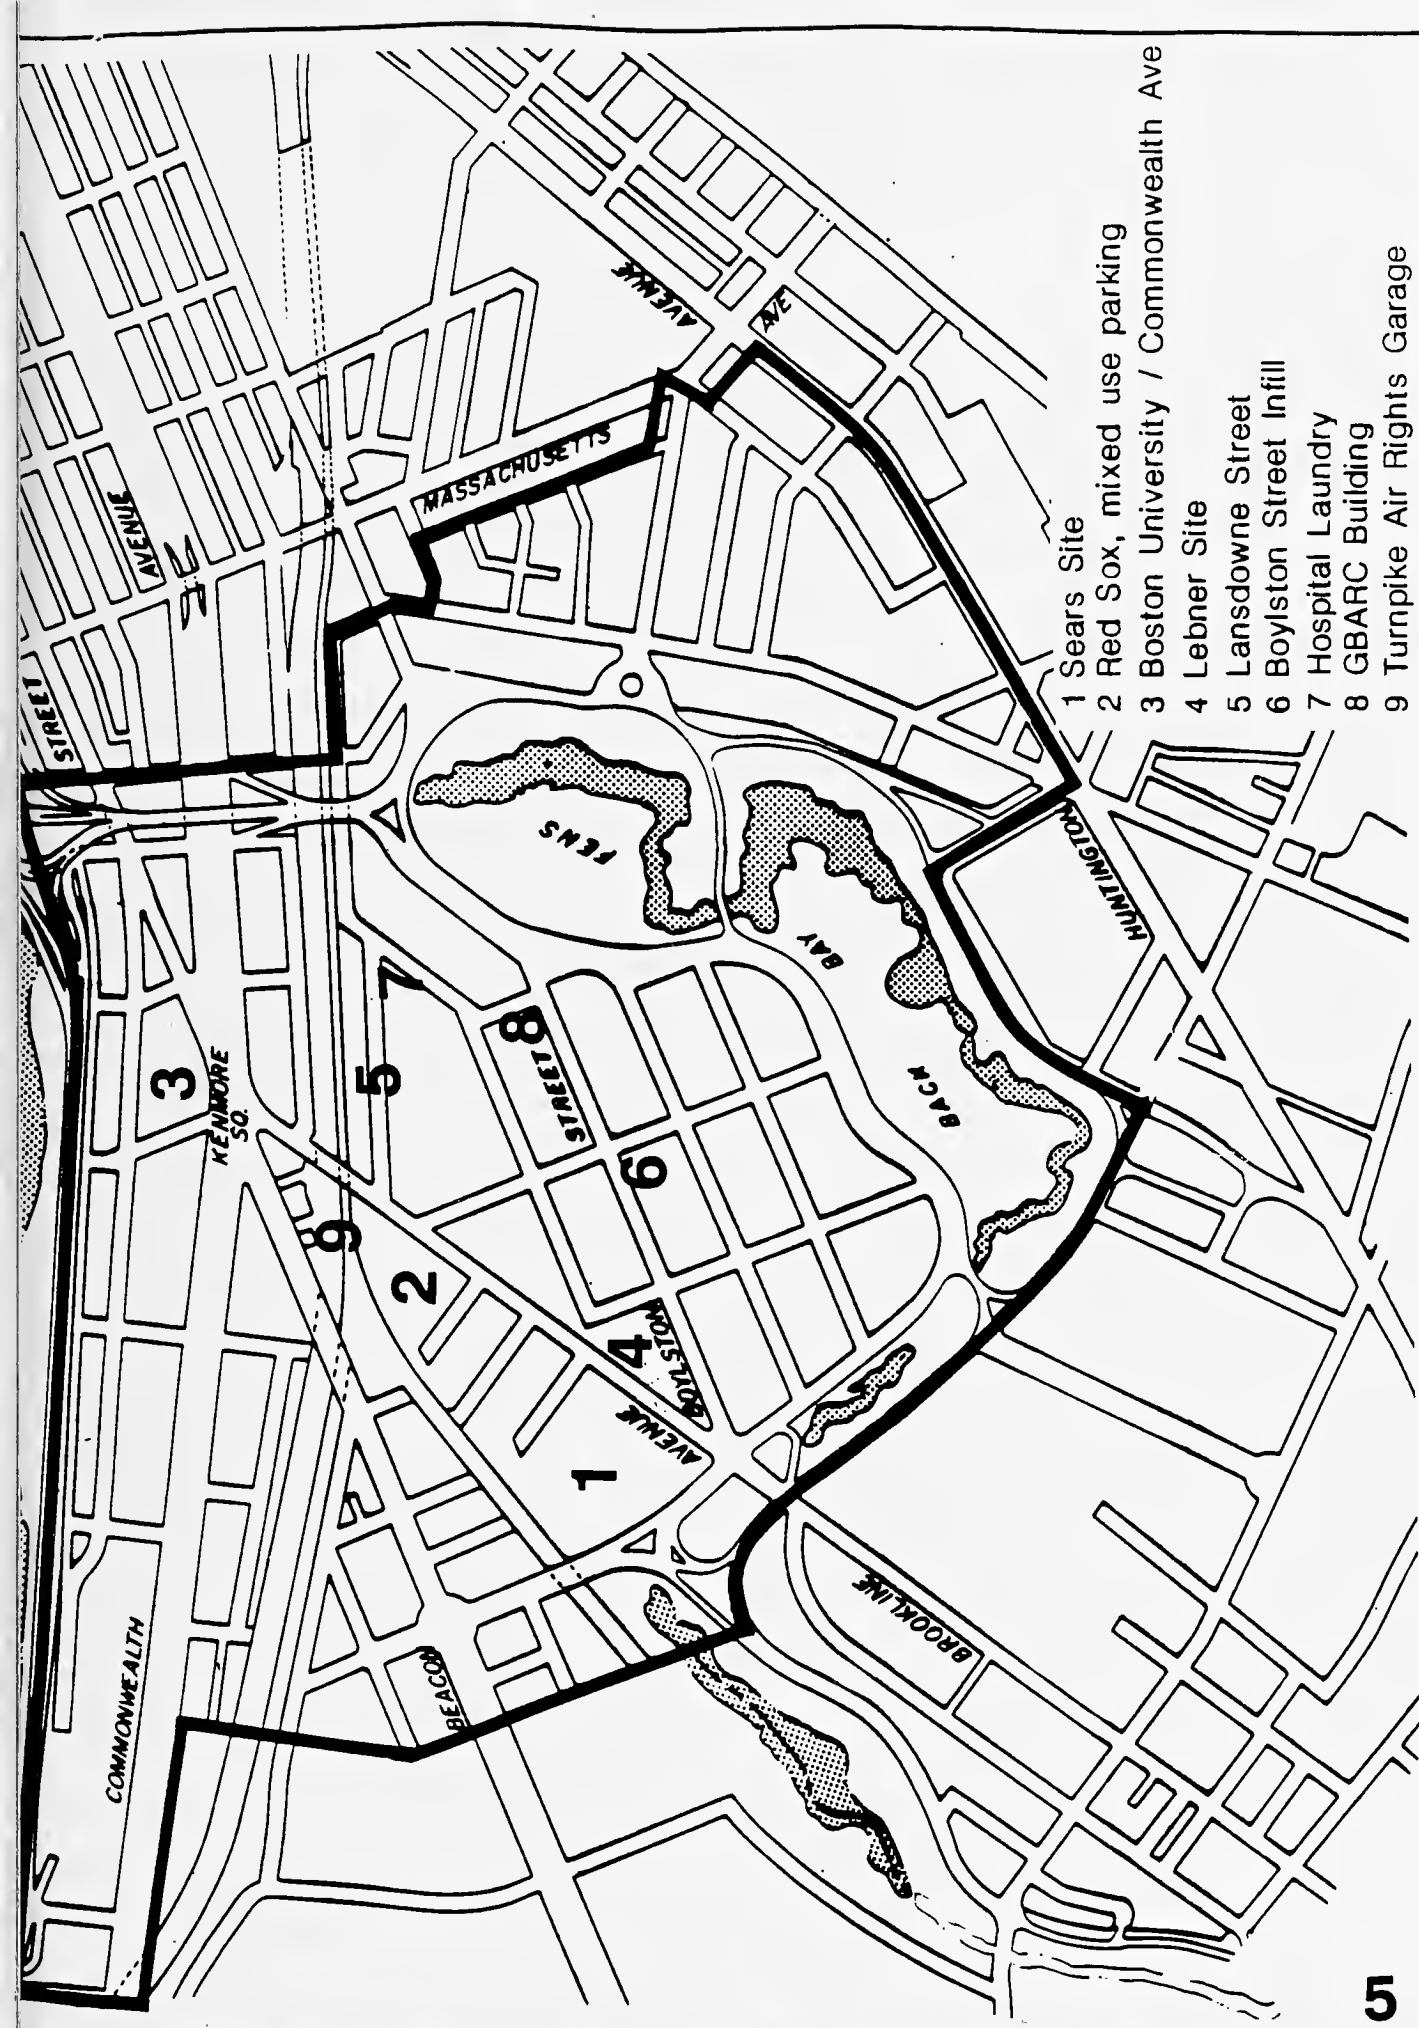 STREET
AVENUE
COMMONWEALTH
3
KENMORE
SQ.
5
7
9
2
8
STREET
6
4
BOYLSTON
AVENUE
1
BEACON
BROOKLINE
FENS
BAY
BACK
MASSACHUSETTS
AVENUE
AVE
HUNTINGTON
1 Sears Site
2 Red Sox, mixed use parking
3 Boston University / Commonwealth Ave
4 Lebner Site
5 Lansdowne Street
6 Boylston Street Infill
7 Hospital Laundry
8 GBARC Building
9 Turnpike Air Rights Garage
5